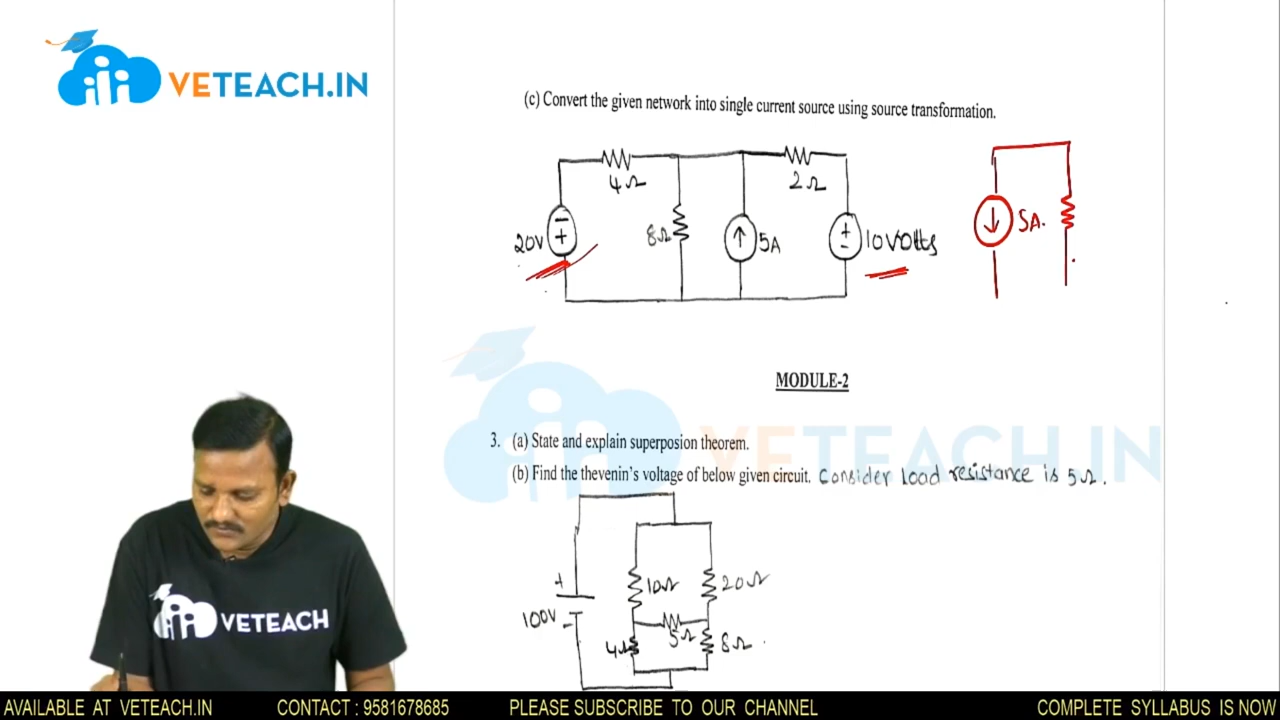 VETEACH.IN
(c) Convert the given network into single current source using source transformation.
4Ω
2Ω
20V
8Ω
5A
10Volts
5A.
- +
+ -
MODULE-2
VETEACH.IN
3. (a) State and explain superposion theorem.
(b) Find the thevenin's voltage of below given circuit. Consider load resistance is 5Ω.
+
10Ω
20Ω
100V
-
5Ω
4Ω
8Ω
VETEACH
AVAILABLE AT VETEACH.IN CONTACT : 9581678685 PLEASE SUBSCRIBE TO OUR CHANNEL COMPLETE SYLLABUS IS NOW